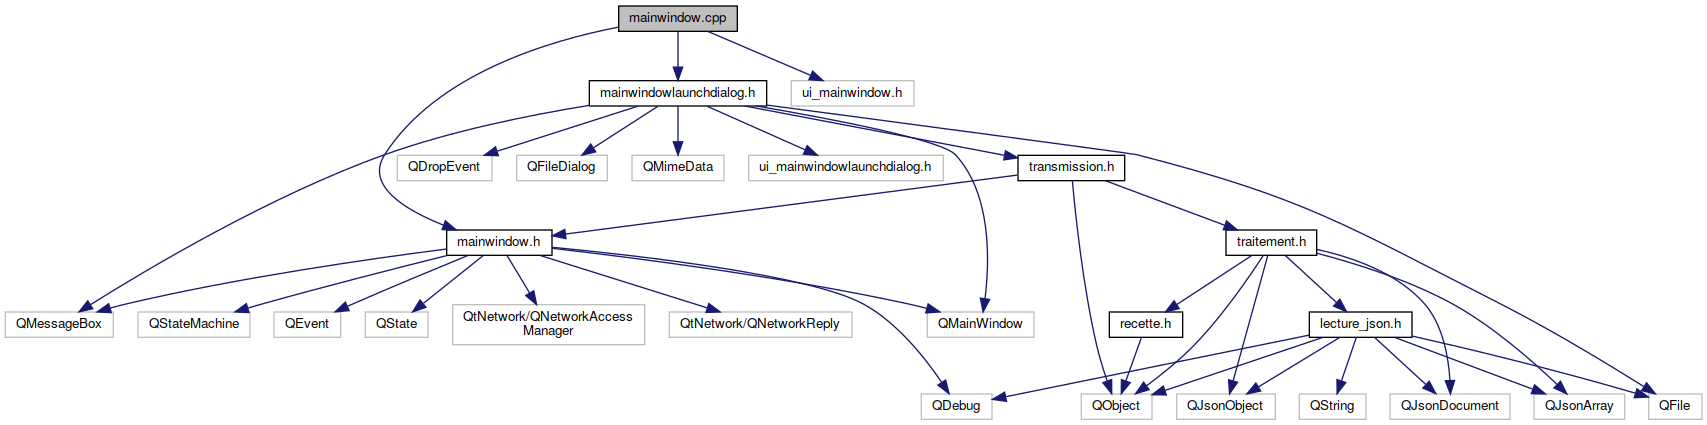 mainwindow.cpp
mainwindowlaunchdialog.h
ui_mainwindow.h
QDropEvent
QFileDialog
QMimeData
ui_mainwindowlaunchdialog.h
transmission.h
mainwindow.h
traitement.h
QMessageBox
QStateMachine
QEvent
QState
QtNetwork/QNetworkAccess
Manager
QtNetwork/QNetworkReply
QMainWindow
recette.h
lecture_json.h
QDebug
QObject
QJsonObject
QString
QJsonDocument
QJsonArray
QFile